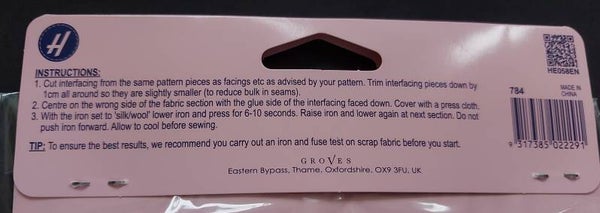 H
INSTRUCTIONS:
1. Cut interfacing from the same pattern pieces as facings etc as advised by your pattern. Trim interfacing pieces down by
1cm all around so they are slightly smaller (to reduce bulk in seams).
2. Centre on the wrong side of the fabric section with the glue side of the interfacing faced down. Cover with a press cloth.
3. With the iron set to 'silk/wool' lower iron and press for 6-10 seconds. Raise iron and lower again at next section. Do not
push iron forward. Allow to cool before sewing.
TIP: To ensure the best results, we recommend you carry out an iron and fuse test on scrap fabric before you start.
GROVES
Eastern Bypass, Thame, Oxfordshire, OX9 3FU, UK
HE058EN
784
MADE IN
CHINA
9 317385 022291